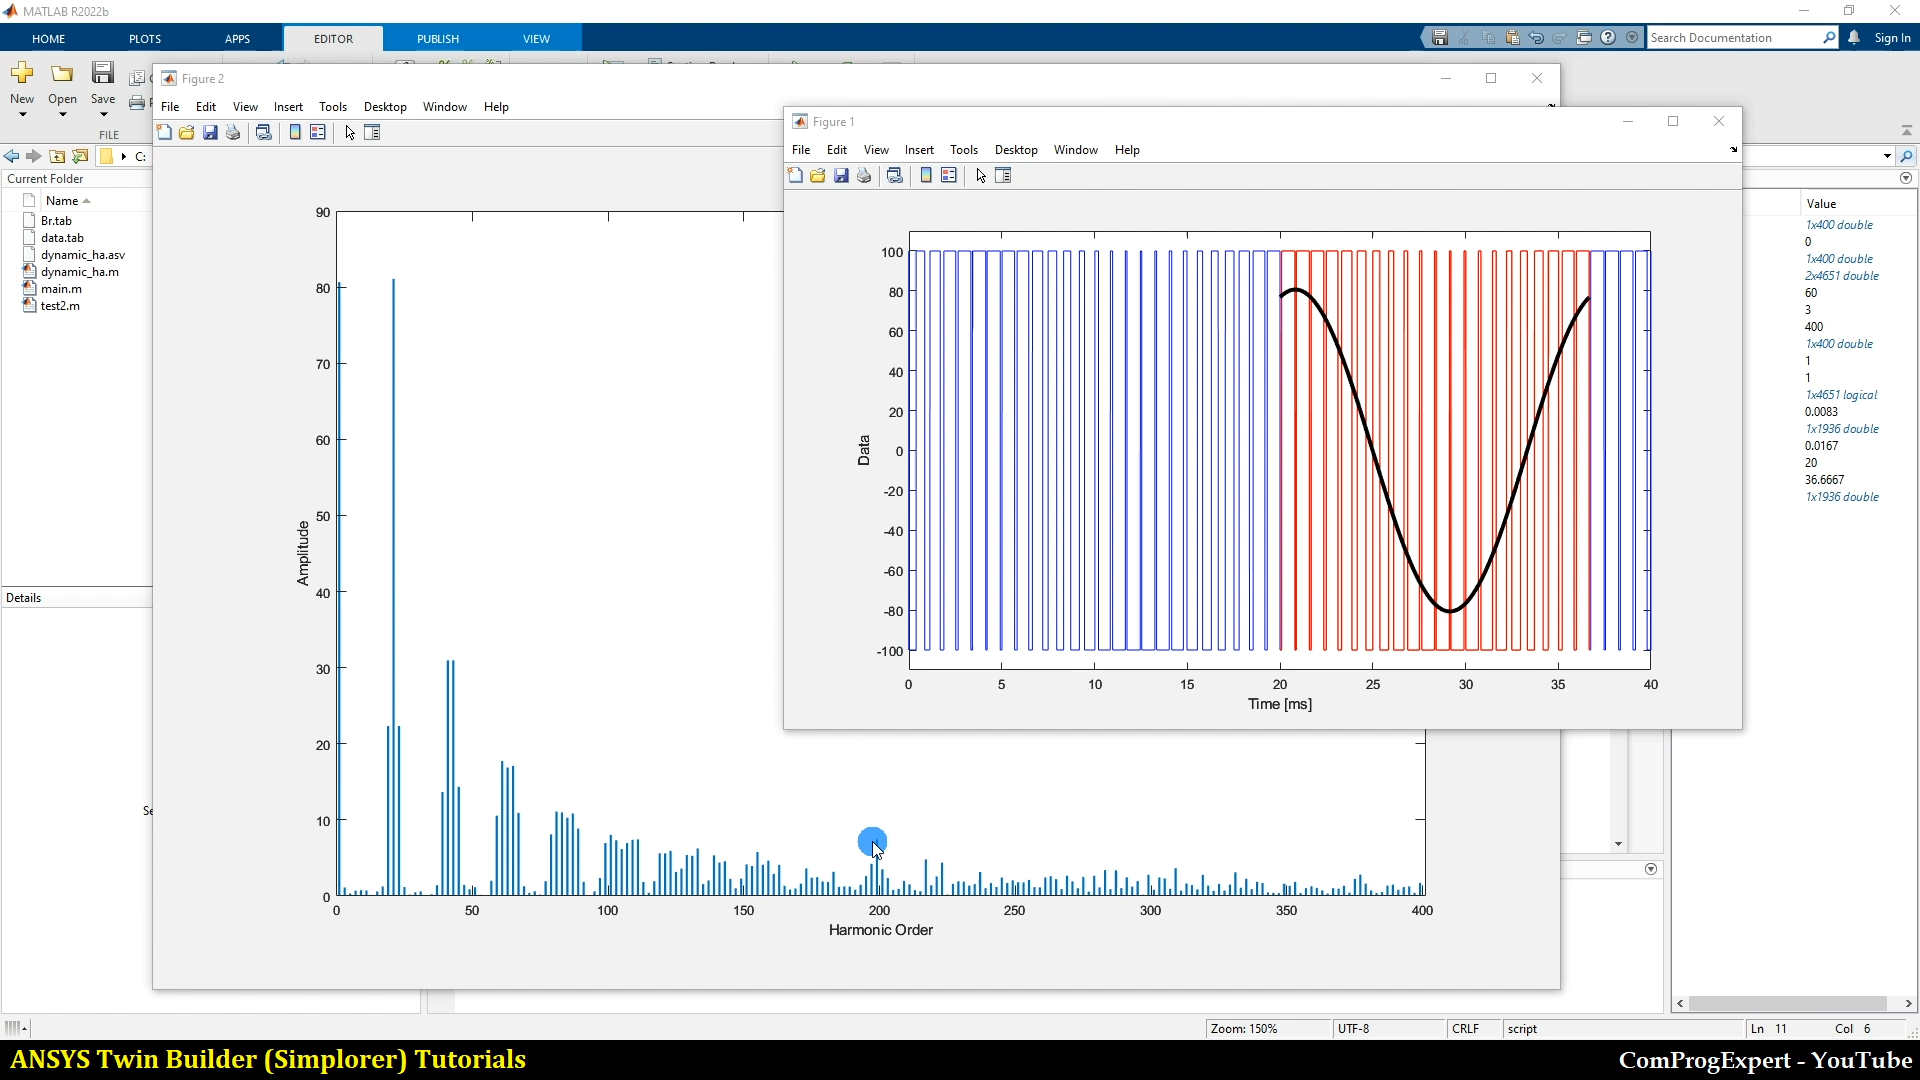 MATLAB R2022b
HOME PLOTS APPS EDITOR PUBLISH VIEW
Search Documentation
Sign In
New Open Save
FILE
C:
Current Folder
Name
Br.tab
data.tab
dynamic_ha.asv
dynamic_ha.m
main.m
test2.m
Details
Figure 2
File Edit View Insert Tools Desktop Window Help
90
80
70
60
50
40
30
20
10
0
Amplitude
0 50 100 150 200 250 300 350 400
Harmonic Order
Figure 1
File Edit View Insert Tools Desktop Window Help
100
80
60
40
20
0
-20
-40
-60
-80
-100
Data
0 5 10 15 20 25 30 35 40
Time [ms]
Value
1x400 double
0
1x400 double
2x4651 double
60
3
400
1x400 double
1
1
1x4651 logical
0.0083
1x1936 double
0.0167
20
36.6667
1x1936 double
Zoom: 150% UTF-8 CRLF script Ln 11 Col 6
ANSYS Twin Builder (Simplorer) Tutorials
ComProgExpert - YouTube